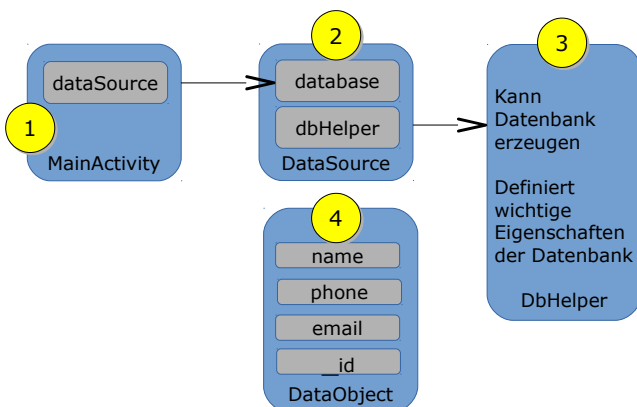 1
dataSource
MainActivity
2
database
dbHelper
DataSource
3
Kann
Datenbank
erzeugen
Definiert
wichtige
Eigenschaften
der Datenbank
DbHelper
4
name
phone
email
__id
DataObject